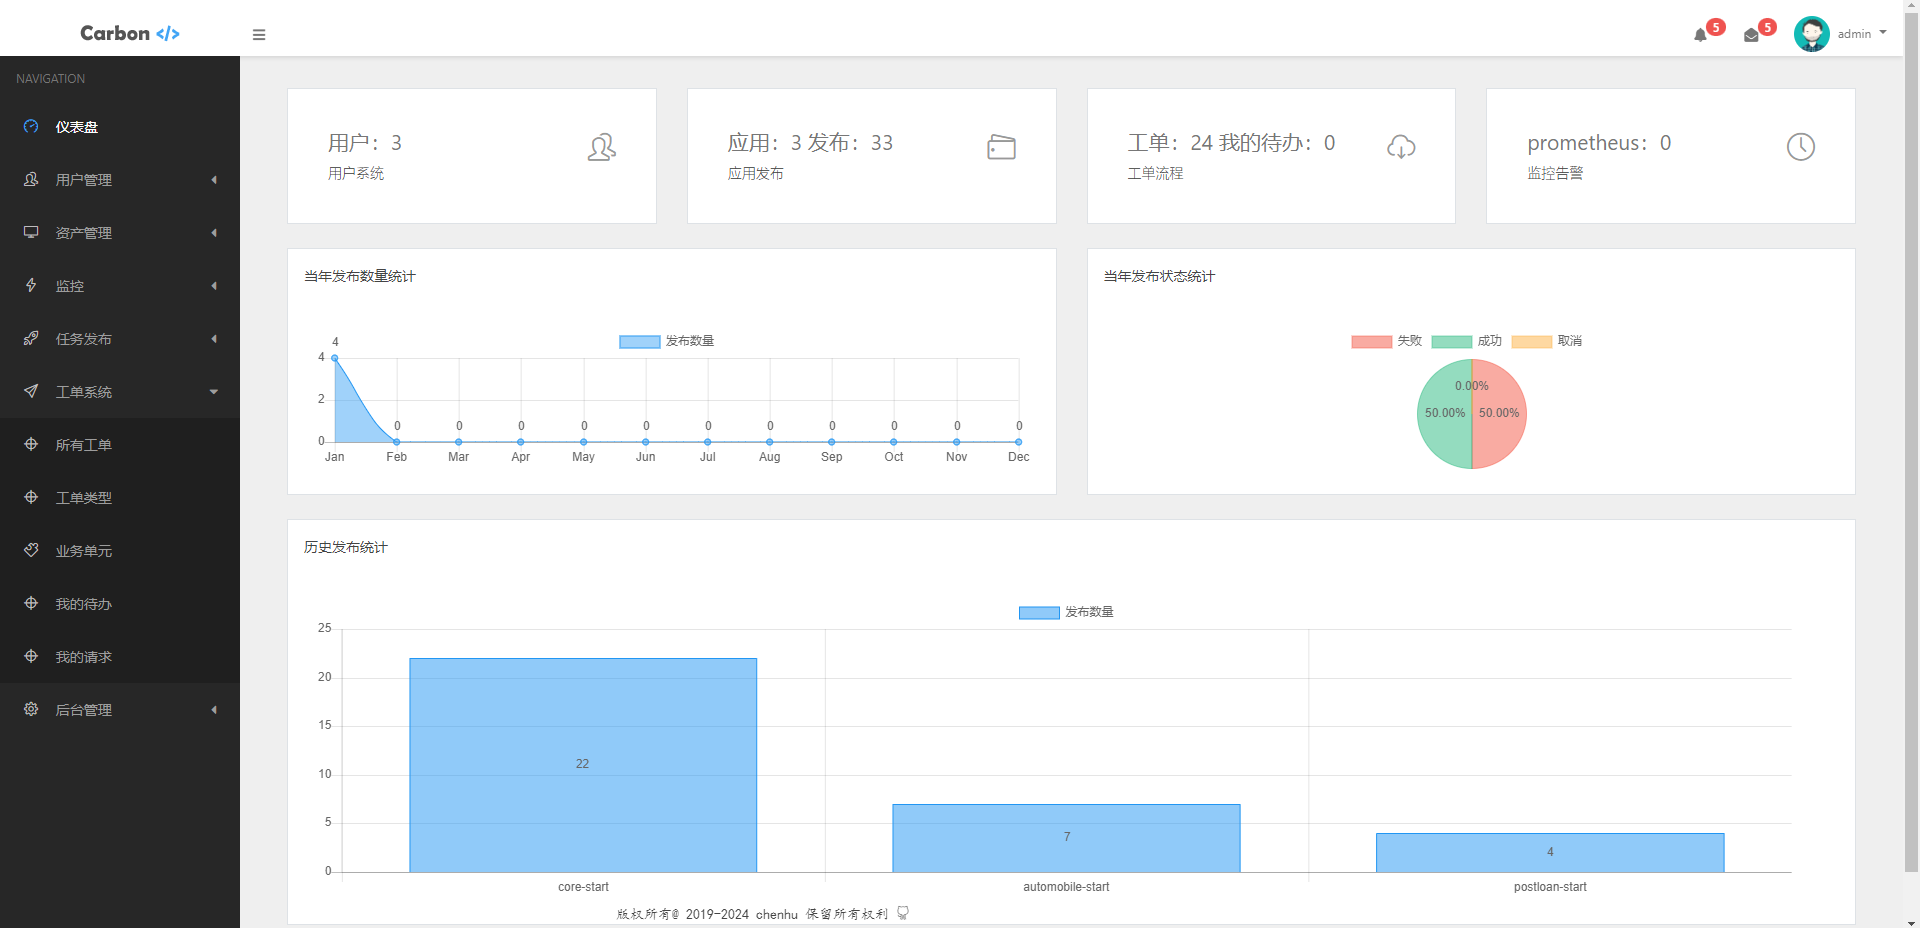 Carbon </>
5
5
admin
NAVIGATION
仪表盘
用户管理
资产管理
监控
任务发布
工单系统
所有工单
工单类型
业务单元
我的待办
我的请求
后台管理
用户：3
用户系统
应用：3 发布：33
应用发布
工单：24 我的待办：0
工单流程
prometheus：0
监控告警
当年发布数量统计
发布数量
4
4
2
0
0 0 0 0 0 0 0 0 0 0 0
Jan Feb Mar Apr May Jun Jul Aug Sep Oct Nov Dec
当年发布状态统计
失败 成功 取消
0.00%
50.00% 50.00%
历史发布统计
发布数量
25
20
15
10
5
0
22
7
4
core-start automobile-start postloan-start
版权所有@ 2019-2024 chenhu 保留所有权利